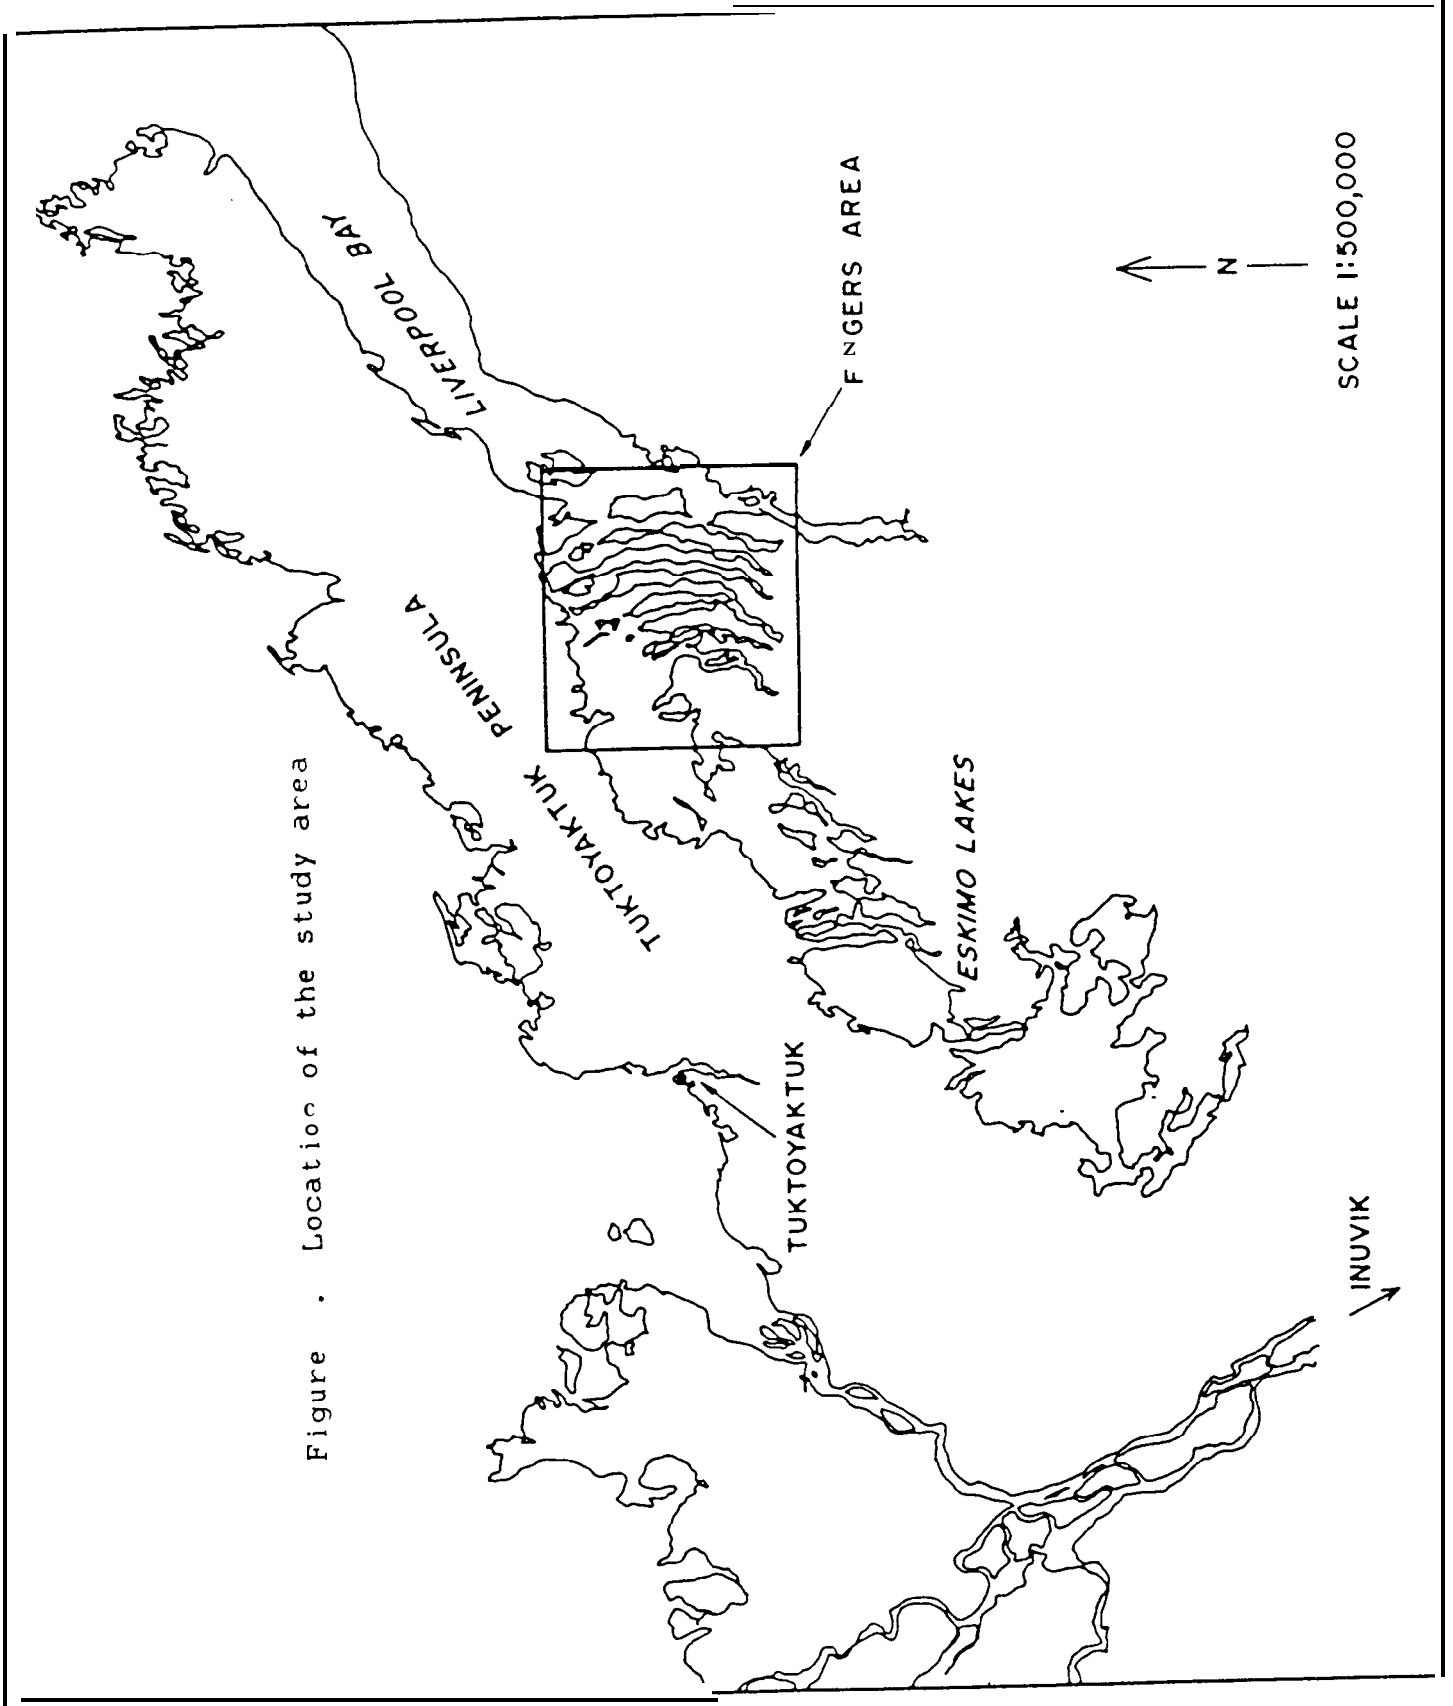 LIVERPOOL BAY
F NGERS AREA
N
SCALE 1:500,000
TUKTOYAKTUK PENINSULA
ESKIMO LAKES
TUKTOYAKTUK
INUVIK
Figure . Location of the study area